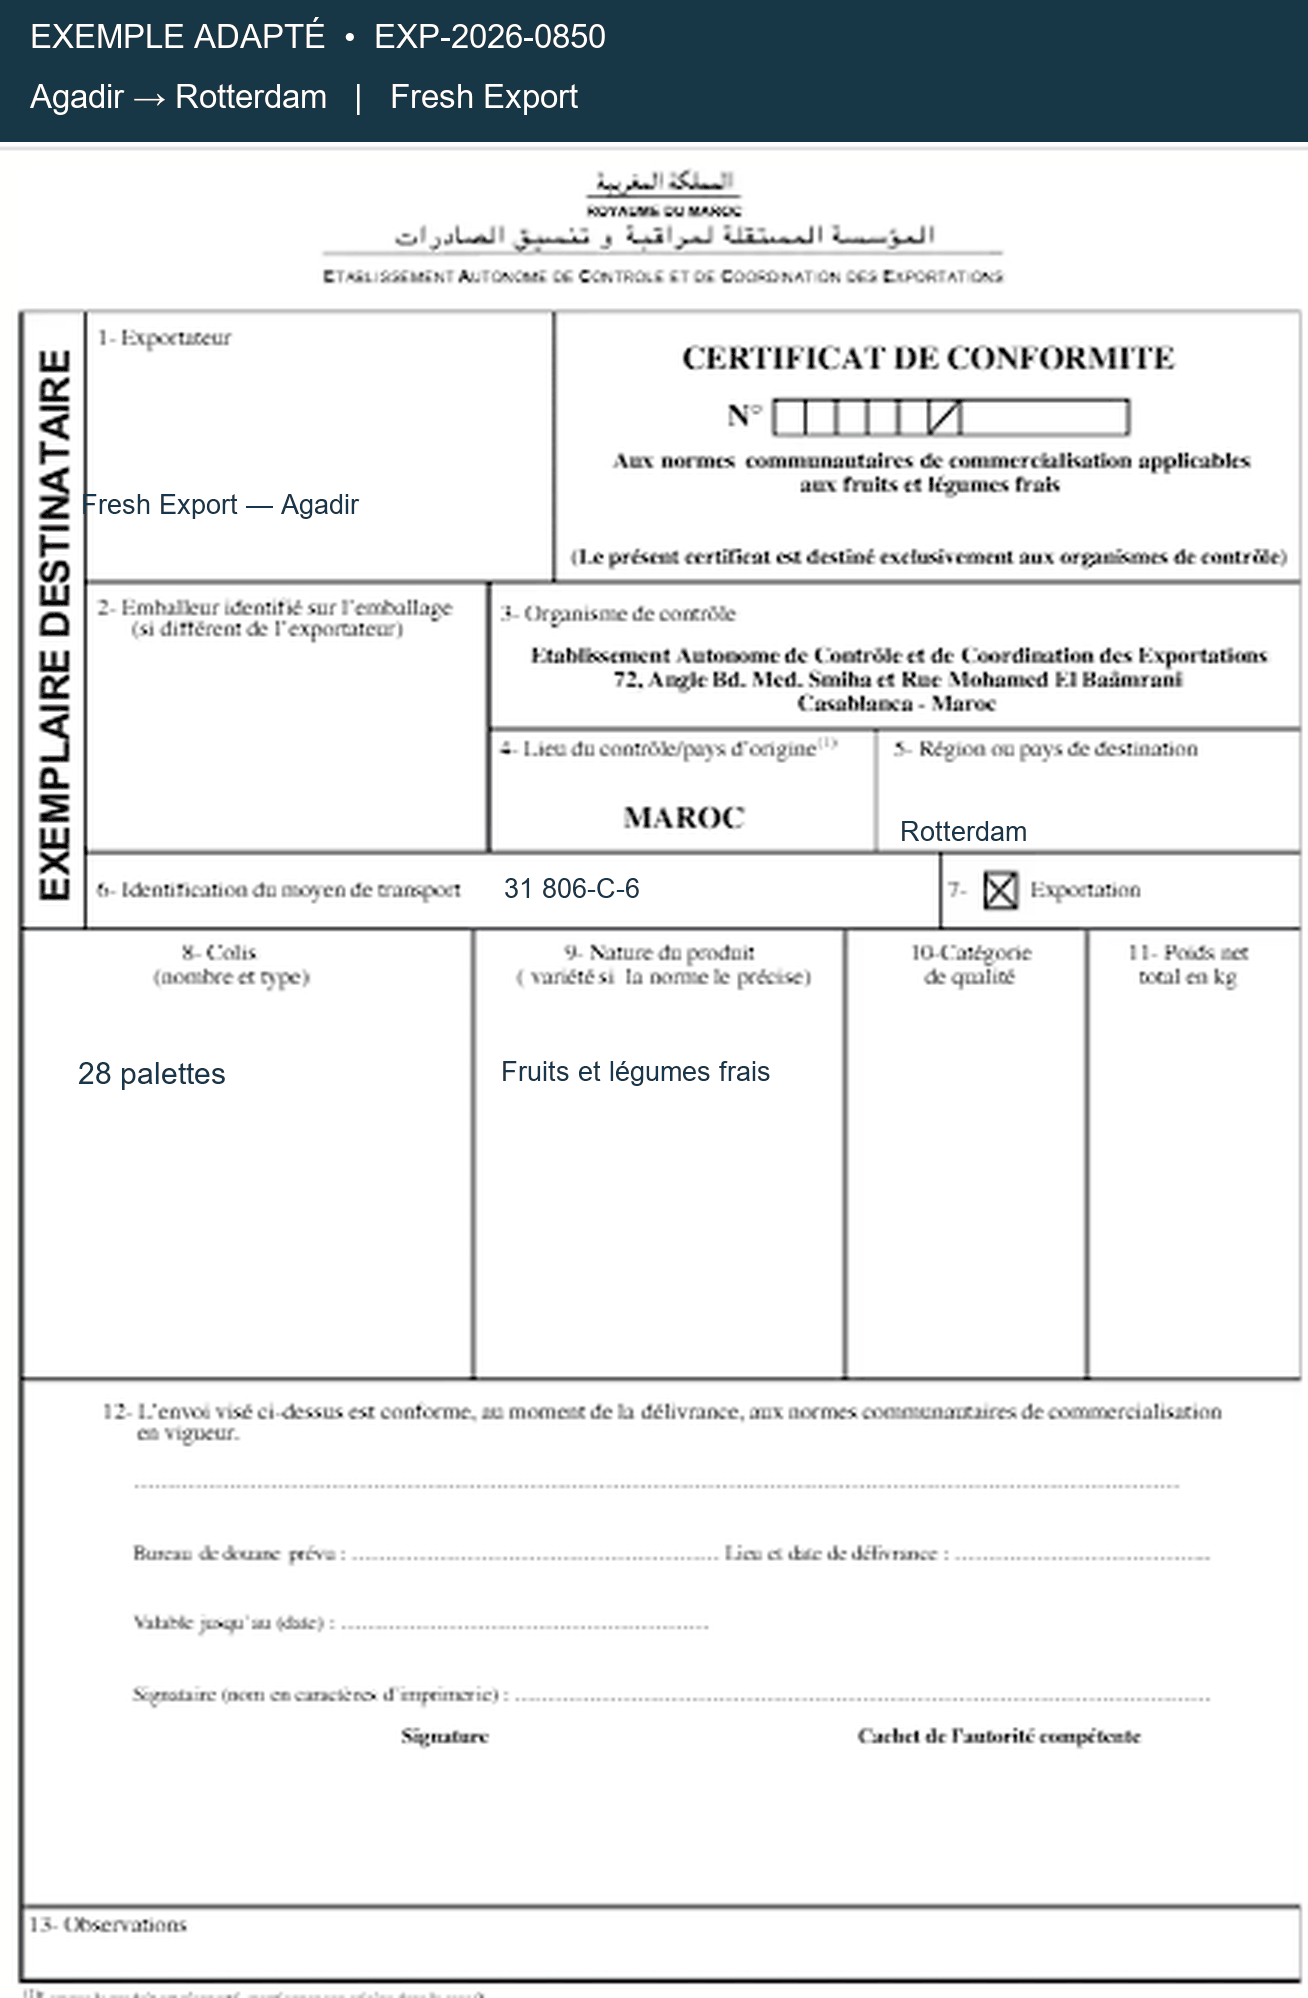 EXEMPLE ADAPTÉ • EXP-2026-0850
Agadir → Rotterdam | Fresh Export
المملكة المغربية
ROYAUME DU MAROC
المؤسسة المستقلة لمراقبة و تنسيق الصادرات
ETABLISSEMENT AUTONOME DE CONTROLE ET DE COORDINATION DES EXPORTATIONS
EXEMPLAIRE DESTINATAIRE
1- Exportateur
Fresh Export — Agadir
CERTIFICAT DE CONFORMITE
N°
Aux normes communautaires de commercialisation applicables
aux fruits et légumes frais
(Le présent certificat est destiné exclusivement aux organismes de contrôle)
2- Emballeur identifié sur l'emballage
(si différent de l'exportateur)
3- Organisme de contrôle
Etablissement Autonome de Contrôle et de Coordination des Exportations
72, Angle Bd. Med. Smiha et Rue Mohamed El Baâmrani
Casablanca - Maroc
4- Lieu du contrôle/pays d'origine(1)
MAROC
5- Région ou pays de destination
Rotterdam
6- Identification du moyen de transport 31 806-C-6
7- Exportation
8- Colis
(nombre et type)
28 palettes
9- Nature du produit
( variété si la norme le précise)
Fruits et légumes frais
10-Catégorie
de qualité
11- Poids net
total en kg
12- L'envoi visé ci-dessus est conforme, au moment de la délivrance, aux normes communautaires de commercialisation
en vigueur.
Bureau de douane prévu : Lieu et date de délivrance :
Valable jusqu'au (date) :
Signataire (nom en caractères d'imprimerie) :
Signature Cachet de l'autorité compétente
13- Observations